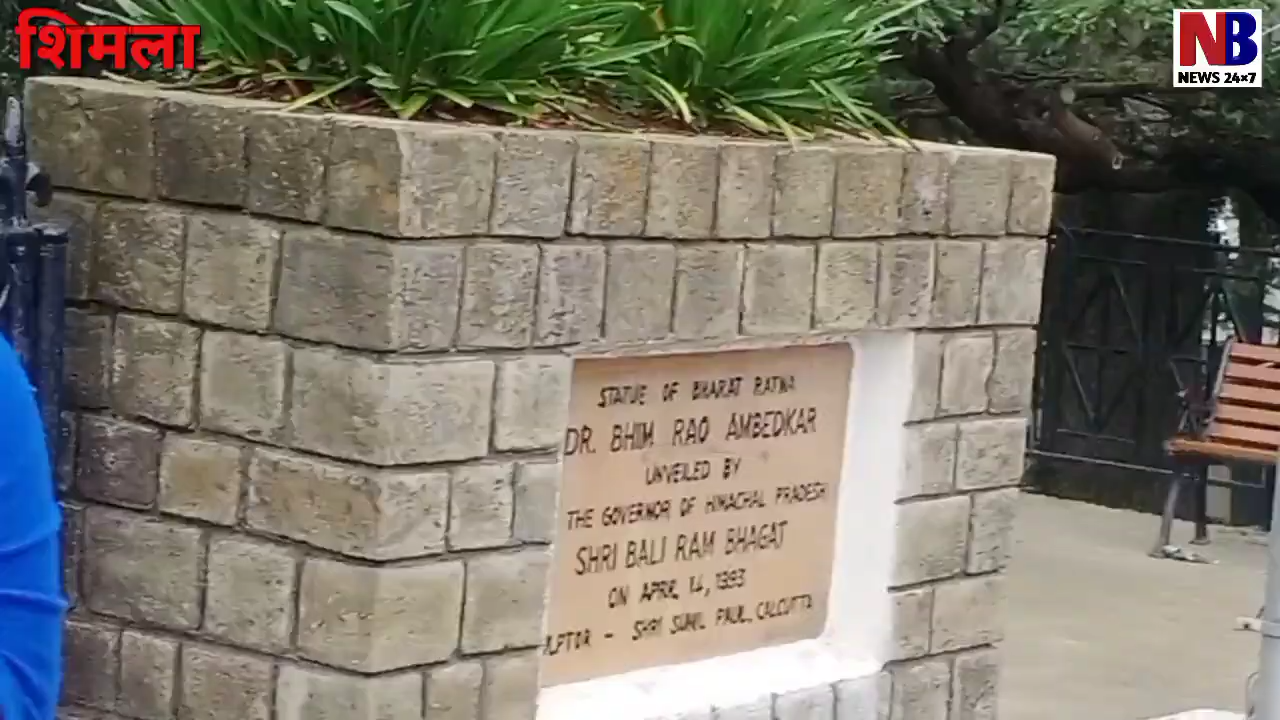 शिमला
NB
NEWS 24×7
STATUE OF BHARAT RATNA
DR. BHIM RAO AMBEDKAR
UNVEILED BY
THE GOVERNOR OF HIMACHAL PRADESH
SHRI BALI RAM BHAGAT
ON APRIL 14, 1993
ULPTOR - SHRI SUNIL PAUL, CALCUTTA